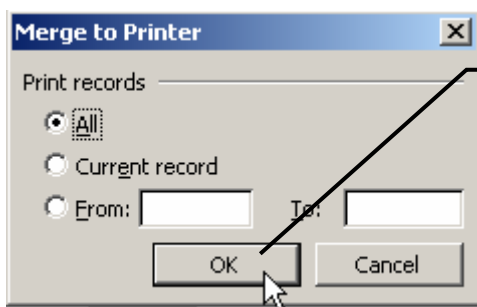 Merge to Printer
Print records
All
Current record
From: To:
OK Cancel